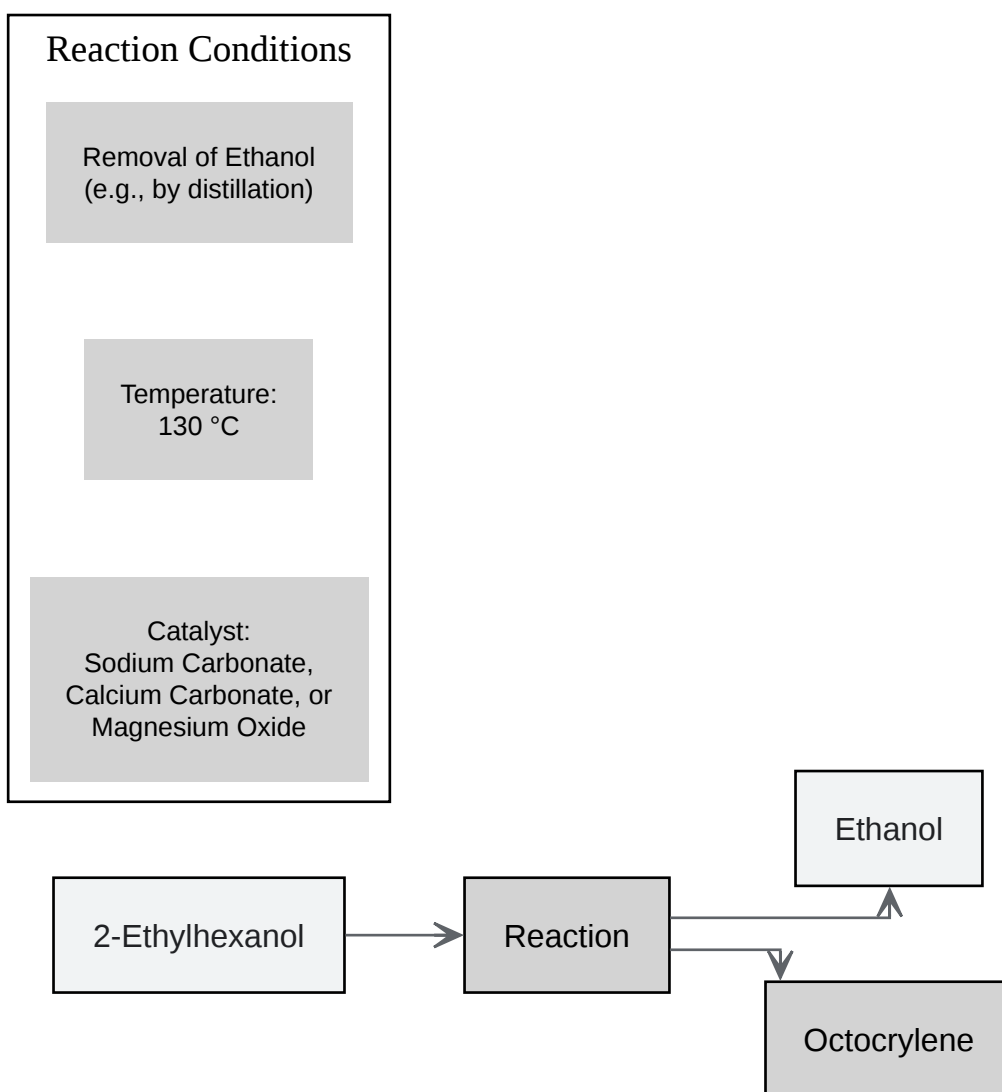 Reaction Conditions
Removal of Ethanol
(e.g., by distillation)
Temperature:
130 °C
Catalyst:
Sodium Carbonate,
Calcium Carbonate, or
Magnesium Oxide
Ethanol
2-Ethylhexanol
Reaction
Octocrylene